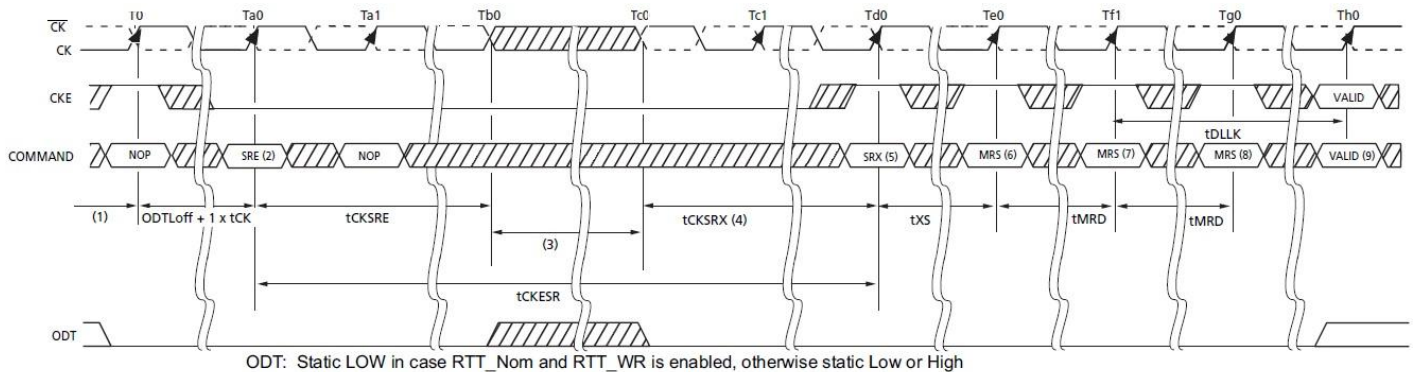 T0 Ta0 Ta1 Tb0 Tc0 Tc1 Td0 Te0 Tf1 Tg0 Th0
CK
CK
CKE VALID
tDLLK
COMMAND NOP SRE (2) NOP SRX (5) MRS (6) MRS (7) MRS (8) VALID (9)
(1) ODTLoff + 1 x tCK tCKSRE (3) tCKSRX (4) tXS tMRD tMRD
tCKESR
ODT
ODT: Static LOW in case RTT_Nom and RTT_WR is enabled, otherwise static Low or High